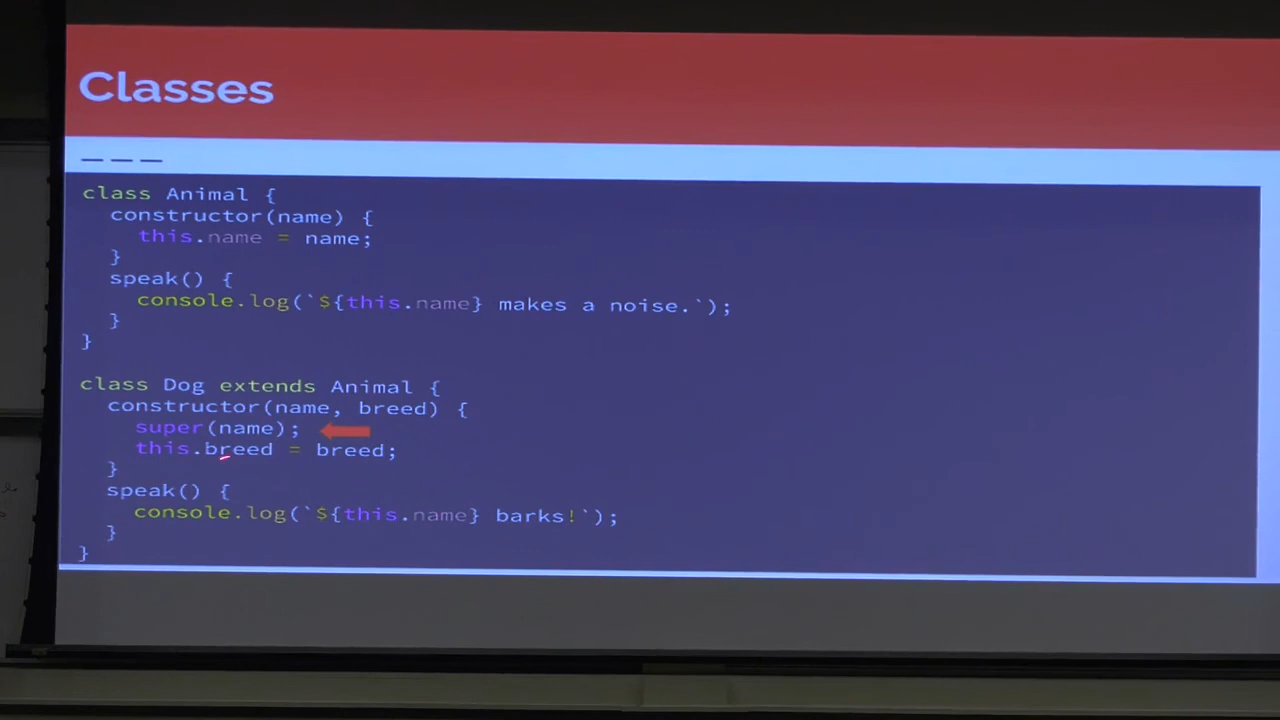 Classes
class Animal {
constructor(name) {
this.name = name;
}
speak() {
console.log(`${this.name} makes a noise.`);
}
}
class Dog extends Animal {
constructor(name, breed) {
super(name);
this.breed = breed;
}
speak() {
console.log(`${this.name} barks!`);
}
}